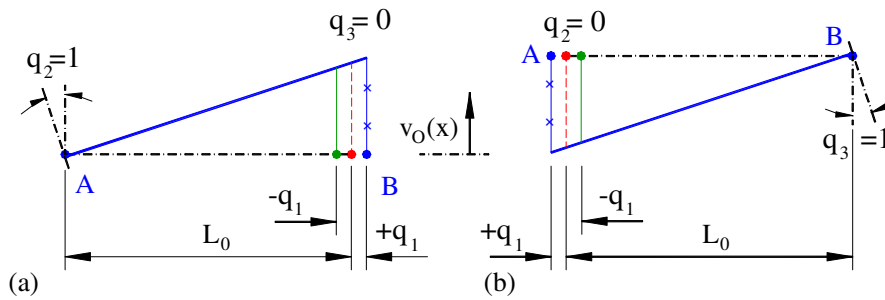 q3= 0
q2=1
A
B
-q1
L0
+q1
(a)
vO(x)
q2= 0
A
B
q3 =1
-q1
+q1
L0
(b)